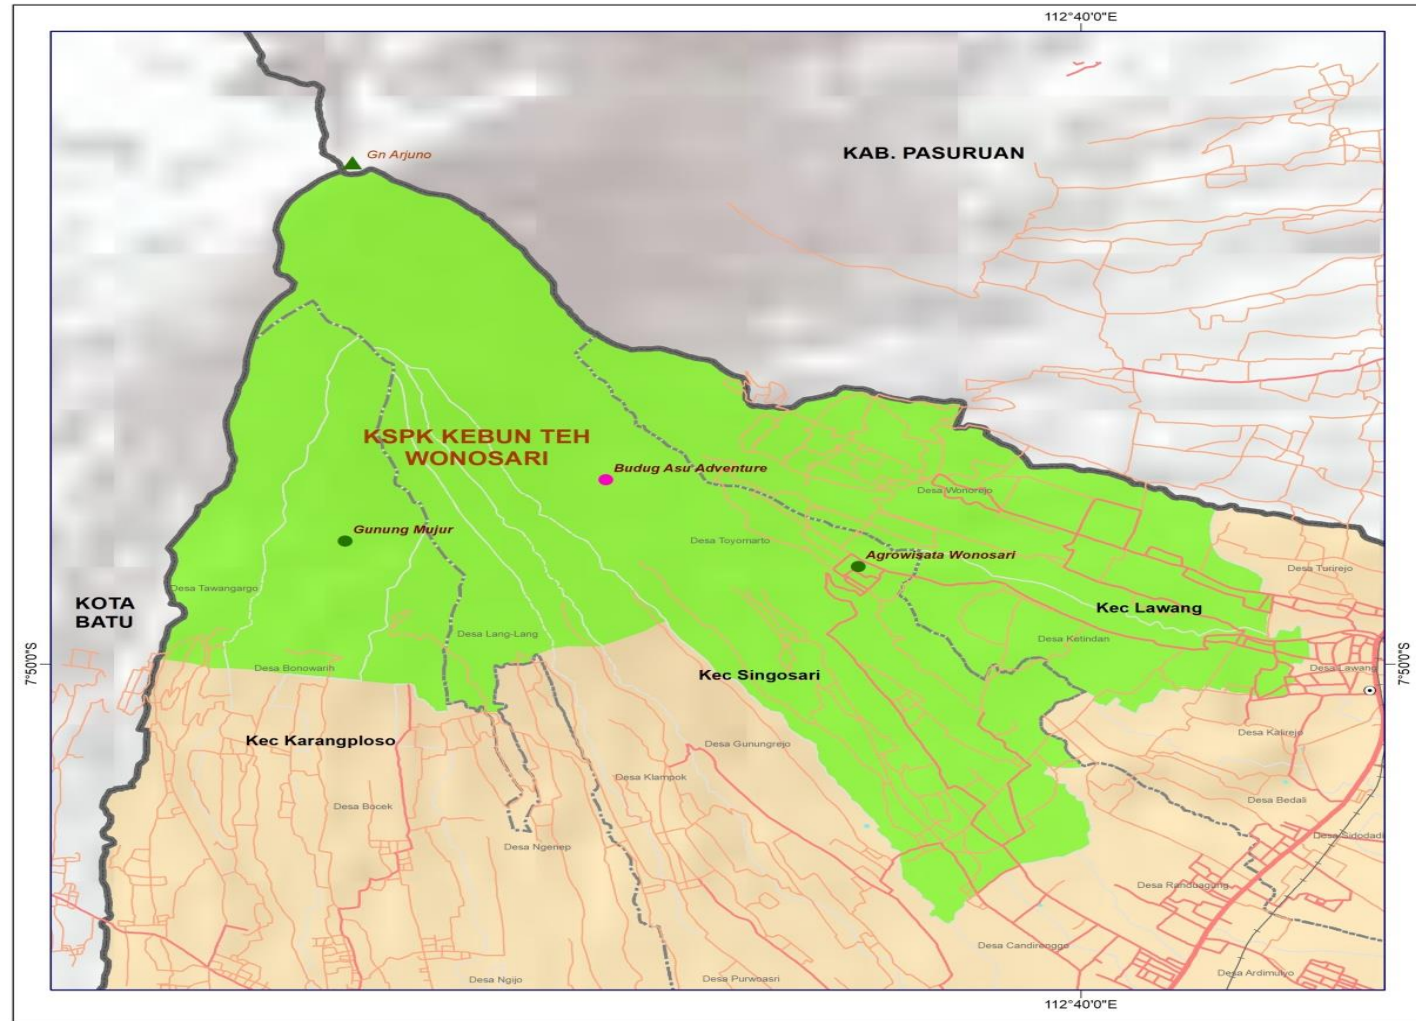 112°40'0"E
KAB. PASURUAN
Gn Arjuno
KSPK KEBUN TEH
WONOSARI
Budug Asu Adventure
Desa Wonorejo
Gunung Mujur
Desa Toyomarto
Agrowisata Wonosari
Desa Turirejo
Desa Tawangargo
KOTA
BATU
Kec Lawang
Desa Lang-Lang
Desa Ketindan
7°50'0"S
Desa Bonowarih
Kec Singosari
Desa Lawang
7°50'0"S
Kec Karangploso
Desa Gunungrejo
Desa Kalirejo
Desa Klampok
Desa Bocek
Desa Bedali
Desa Sidodadi
Desa Ngenep
Desa Randuagung
Desa Candirenggo
Desa Ngijo
Desa Purwoasri
Desa Ardimulyo
112°40'0"E